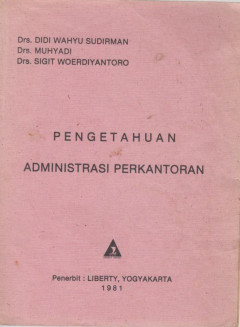 Drs. DIDI WAHYU SUDIRMAN
Drs. MUHYADI
Drs. SIGIT WOERDIYANTORO
PENGETAHUAN
ADMINISTRASI PERKANTORAN
Penerbit : LIBERTY, YOGYAKARTA
1981